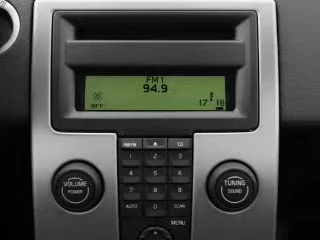 FM1
94.9
OFF
17 18
AM/FM
CD
1 2 3
4 5 6
7 8 9
AUTO 0 SCAN
VOLUME
POWER
TUNING
SOUND
MENU